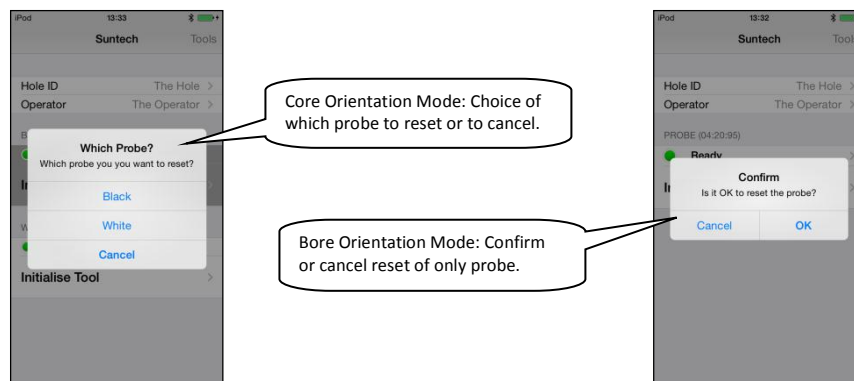 iPod 13:33
Suntech Tools
Hole ID The Hole >
Operator The Operator >
B
Which Probe?
Which probe you you want to reset?
In
Black
White
W
Cancel
Initialise Tool >
Core Orientation Mode: Choice of
which probe to reset or to cancel.
Bore Orientation Mode: Confirm
or cancel reset of only probe.
iPod 13:32
Suntech Tool
Hole ID The Hole >
Operator The Operator >
PROBE (04:20:95)
Ready
Confirm
Is it OK to reset the probe?
In
Cancel OK